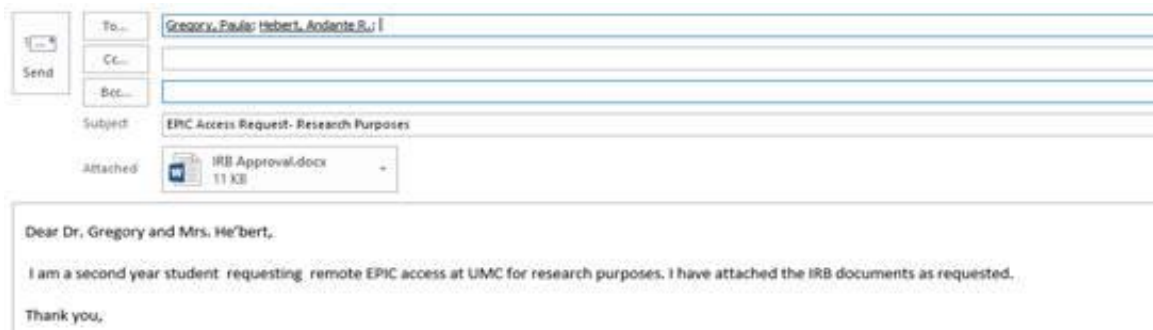 To...
Gregory, Paula; Hebert, Andante R.;
Send
Cc...
Bcc...
Subject
EPIC Access Request- Research Purposes
Attached
IRB Approval.docx
11 KB
Dear Dr. Gregory and Mrs. He'bert,
I am a second year student requesting remote EPIC access at UMC for research purposes. I have attached the IRB documents as requested.
Thank you,